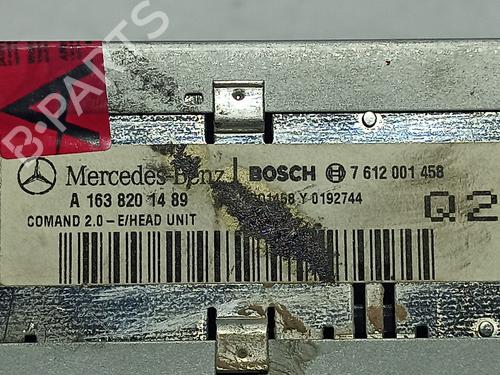 B-PARTS
Mercedes-Benz BOSCH 7 612 001 458
A 163 820 14 89 01458 Y 0192744
COMAND 2.0 – E/HEAD UNIT
Q2